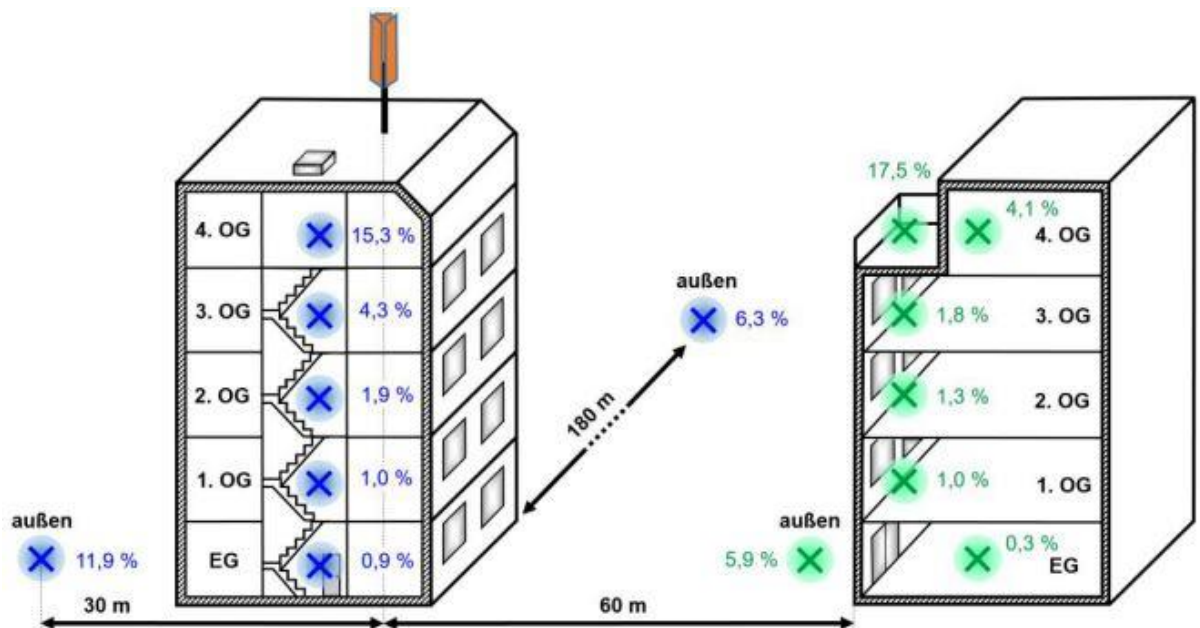 17,5 %
4. OG
15,3 %
4,1 %
4. OG
außen
3. OG
4,3 %
6,3 %
1,8 %
3. OG
2. OG
1,9 %
180 m
1,3 %
2. OG
1. OG
1,0 %
1,0 %
1. OG
außen
11,9 %
EG
0,9 %
außen
5,9 %
0,3 %
EG
30 m
60 m